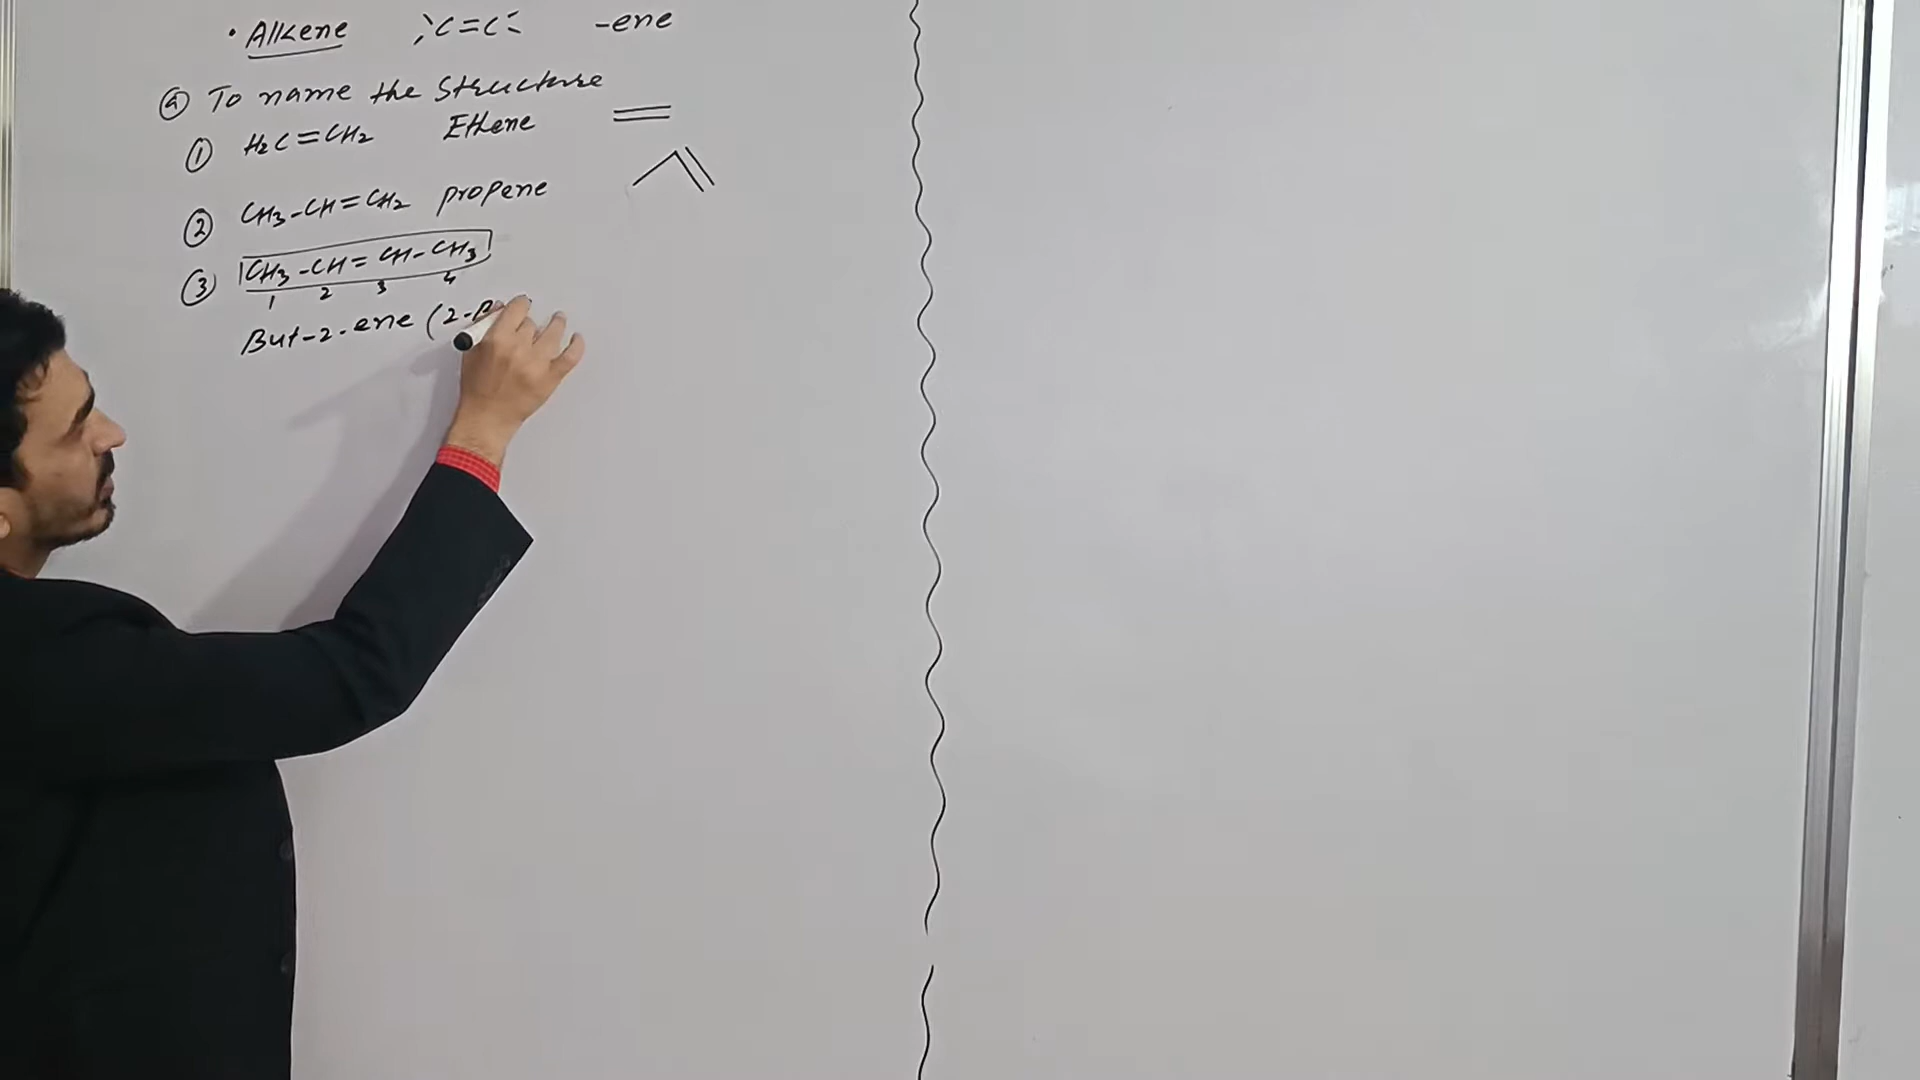 • Alkene >C=C< -ene
ⓐ To name the structure
① H₂C=CH₂ Ethene
② CH₃-CH=CH₂ propene
③ CH₃-CH=CH-CH₃
1 2 3 4
But-2-ene (2-B